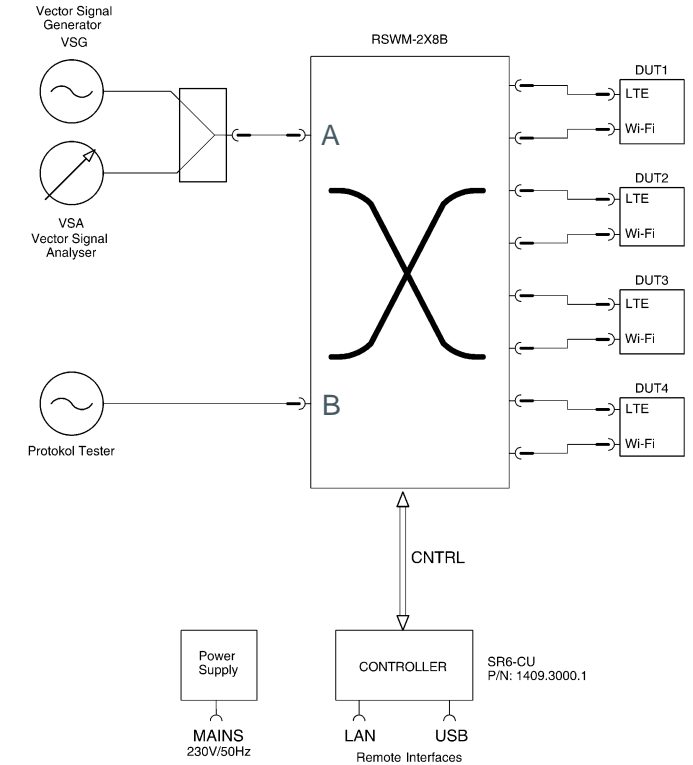 Vector Signal
Generator
VSG
RSWM-2X8B
DUT1
LTE
Wi-Fi
A
VSA
Vector Signal
Analyser
DUT2
LTE
Wi-Fi
DUT3
LTE
Wi-Fi
B
Protokol Tester
DUT4
LTE
Wi-Fi
CNTRL
Power
Supply
CONTROLLER
SR6-CU
P/N: 1409.3000.1
MAINS
230V/50Hz
LAN
USB
Remote Interfaces